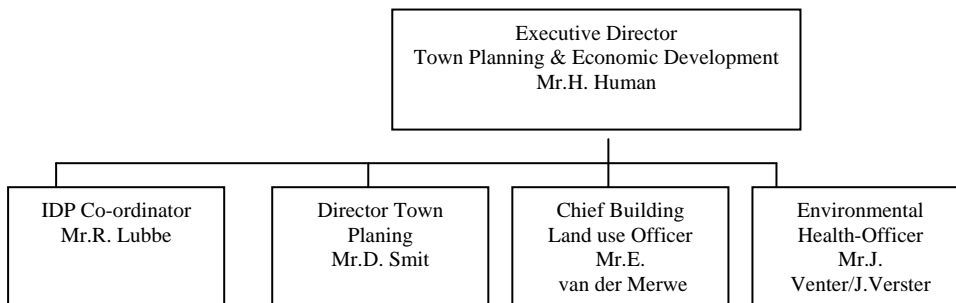 Executive Director
Town Planning & Economic Development
Mr.H. Human
IDP Co-ordinator
Mr.R. Lubbe
Director Town
Planing
Mr.D. Smit
Chief Building
Land use Officer
Mr.E.
van der Merwe
Environmental
Health-Officer
Mr.J.
Venter/J.Verster